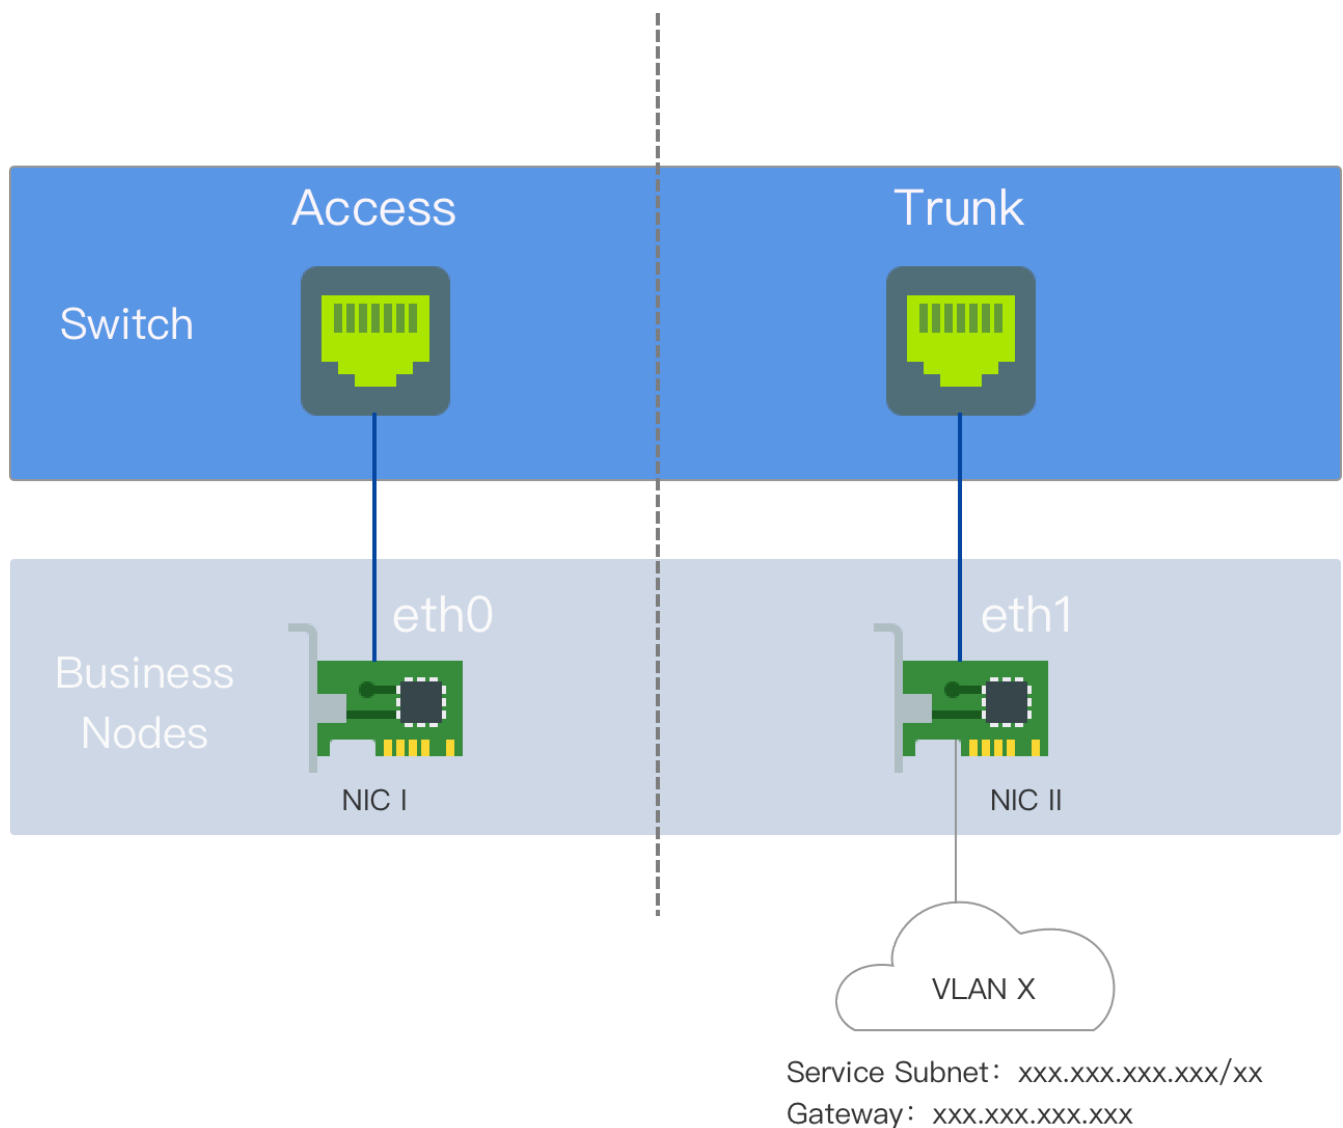 Access
Trunk
Switch
eth0
eth1
Business
Nodes
NIC I
NIC II
VLAN X
Service Subnet：xxx.xxx.xxx.xxx/xx
Gateway：xxx.xxx.xxx.xxx